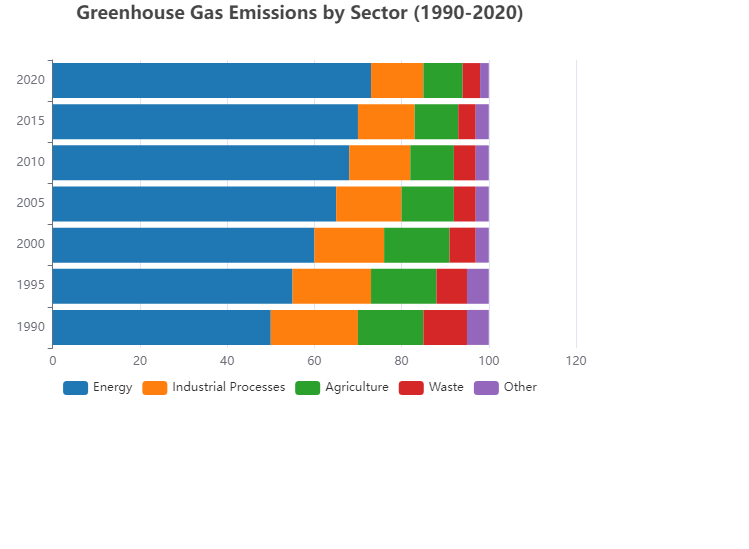 Greenhouse Gas Emissions by Sector (1990-2020)
2020
2015
2010
2005
2000
1995
1990
0 20 40 60 80 100 120
Energy Industrial Processes Agriculture Waste Other